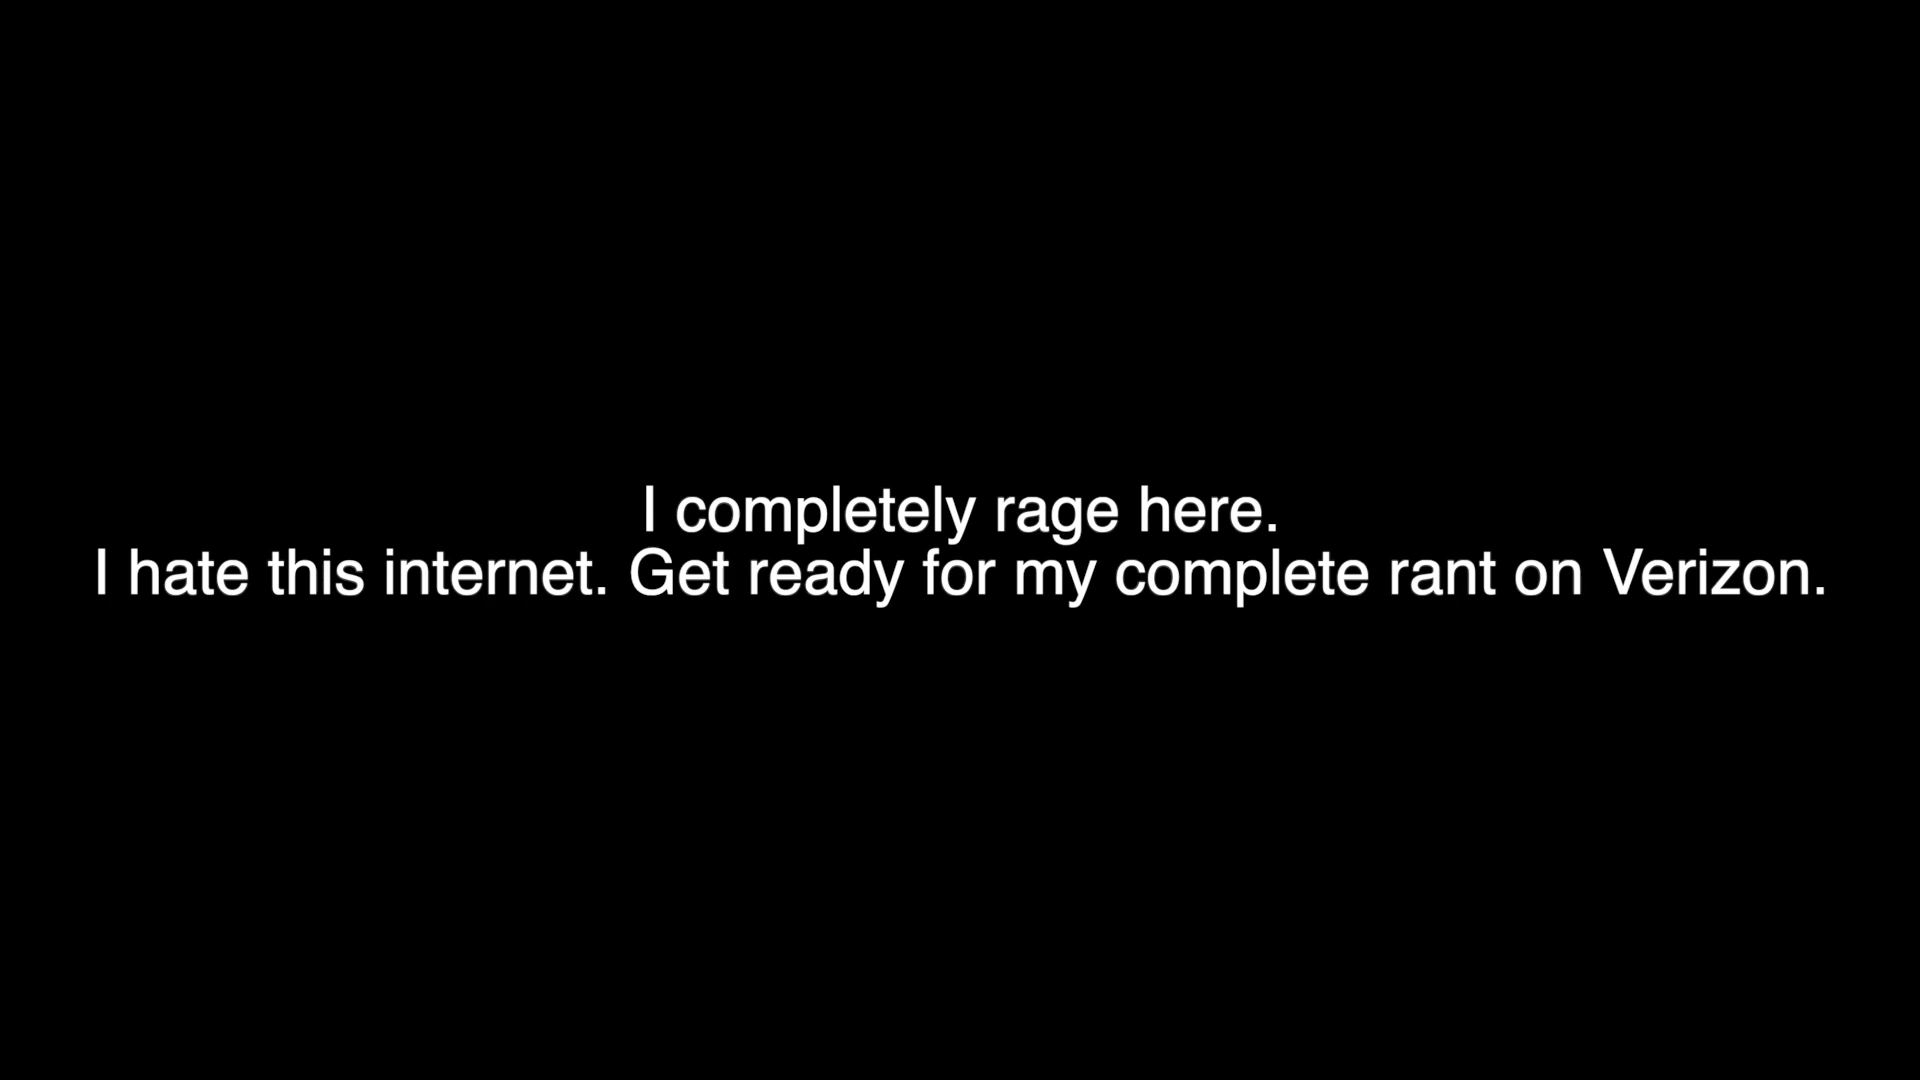 I completely rage here.
I hate this internet. Get ready for my complete rant on Verizon.